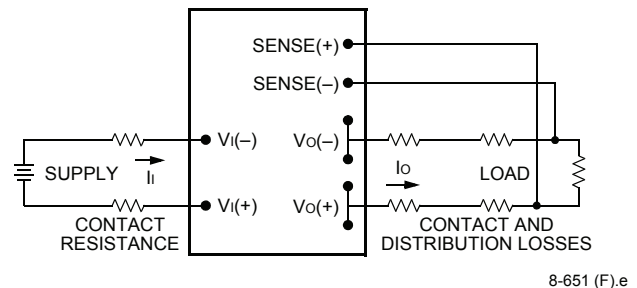 SENSE(+)
SENSE(–)
VI(–) VO(–)
SUPPLY II IO LOAD
VI(+) VO(+)
CONTACT RESISTANCE CONTACT AND DISTRIBUTION LOSSES
8-651 (F).e